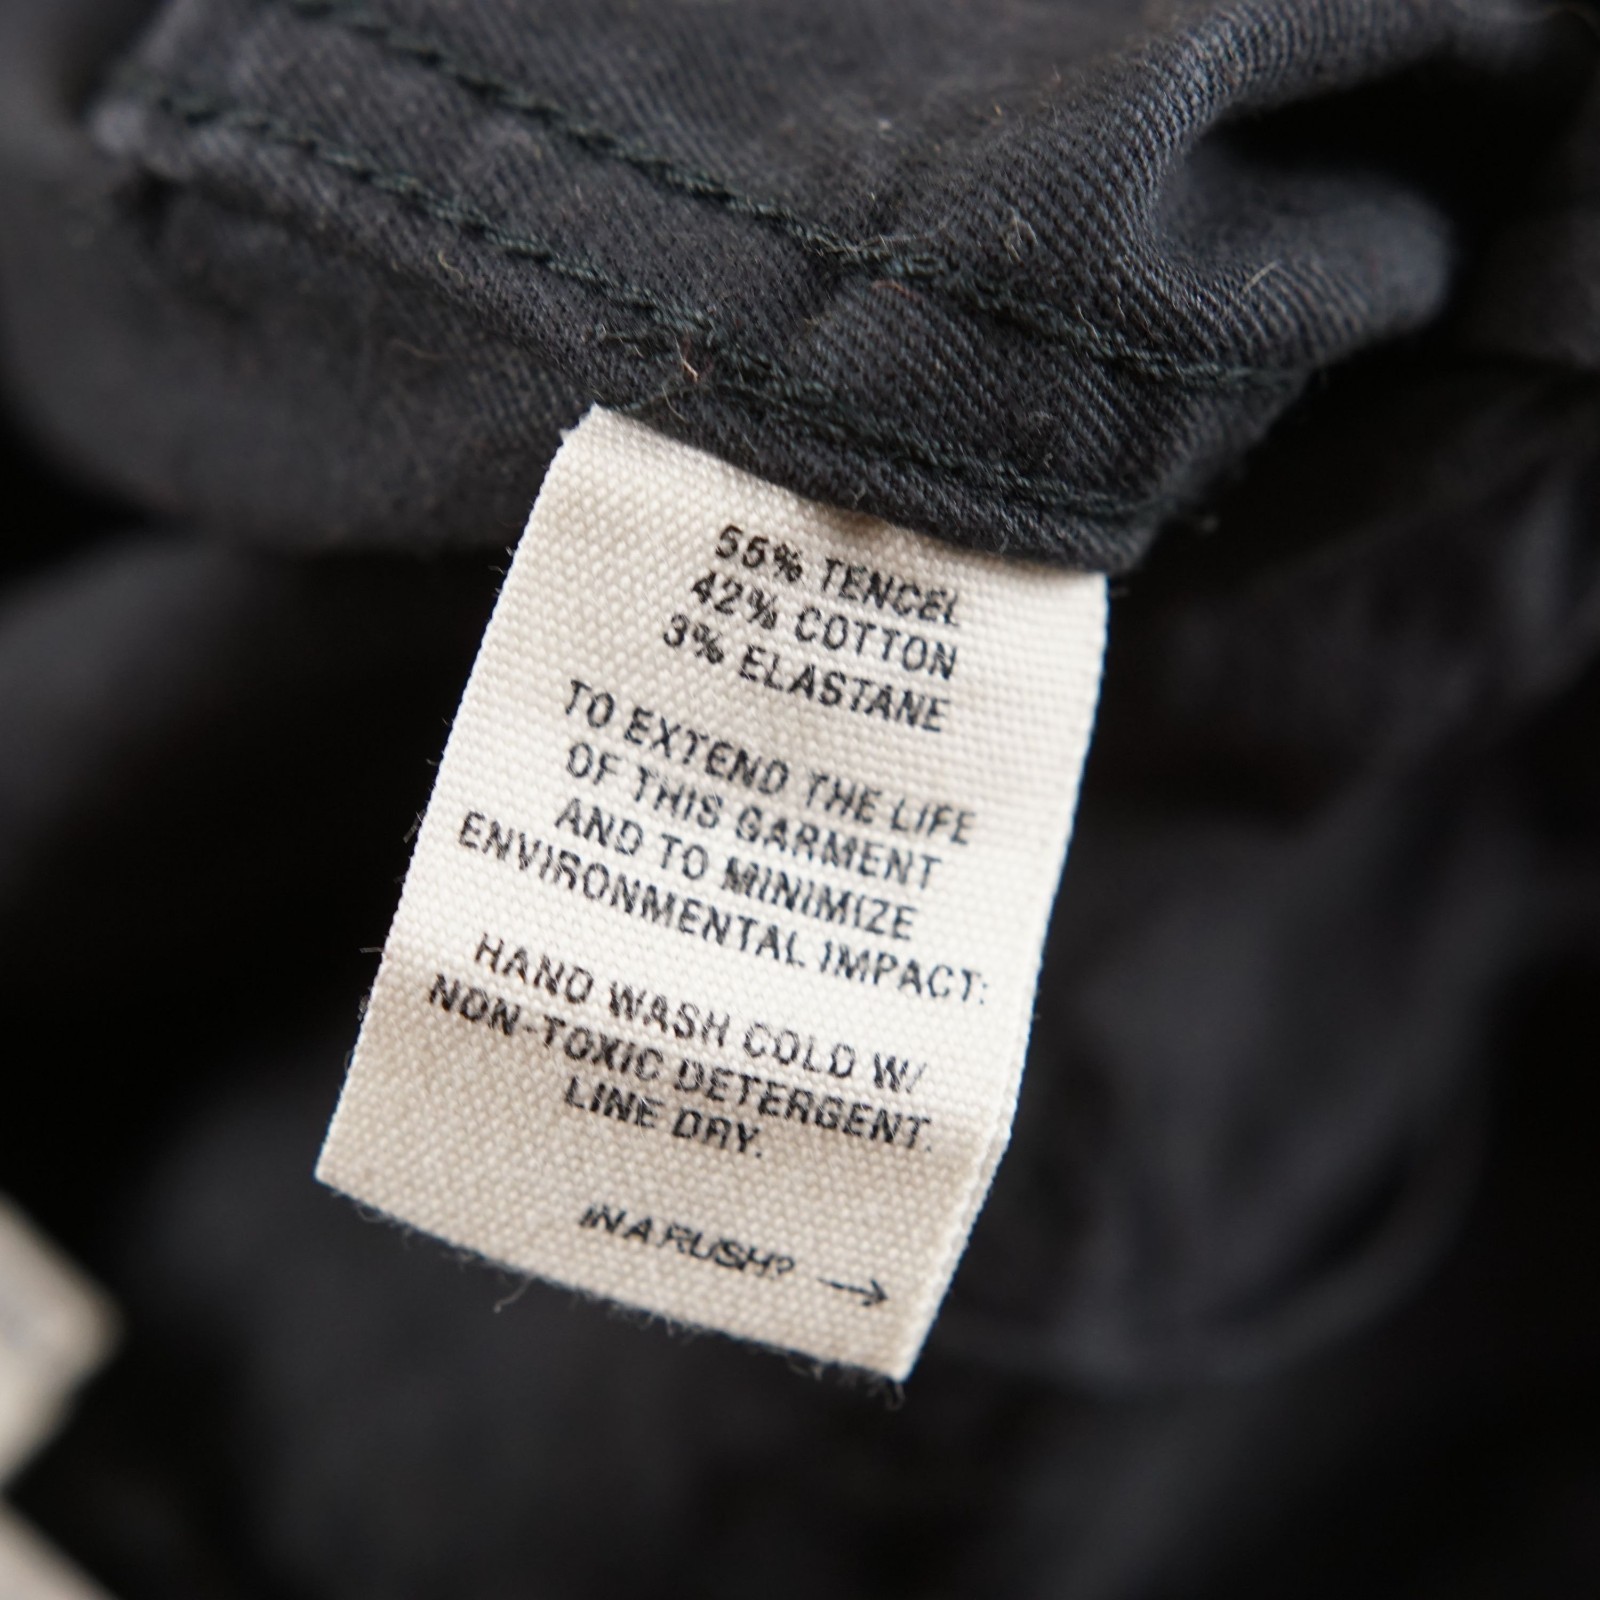 55% TENCEL
42% COTTON
3% ELASTANE
TO EXTEND THE LIFE
OF THIS GARMENT
AND TO MINIMIZE
ENVIRONMENTAL IMPACT:
HAND WASH COLD W/
NON-TOXIC DETERGENT.
LINE DRY.
IN A RUSH? →